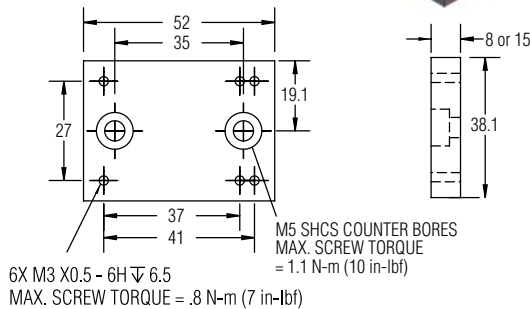 52
35
8 or 15
19.1
27
38.1
37
41
M5 SHCS COUNTER BORES
MAX. SCREW TORQUE
= 1.1 N-m (10 in-lbf)
6X M3 X0.5 - 6H ↧ 6.5
MAX. SCREW TORQUE = .8 N-m (7 in-lbf)